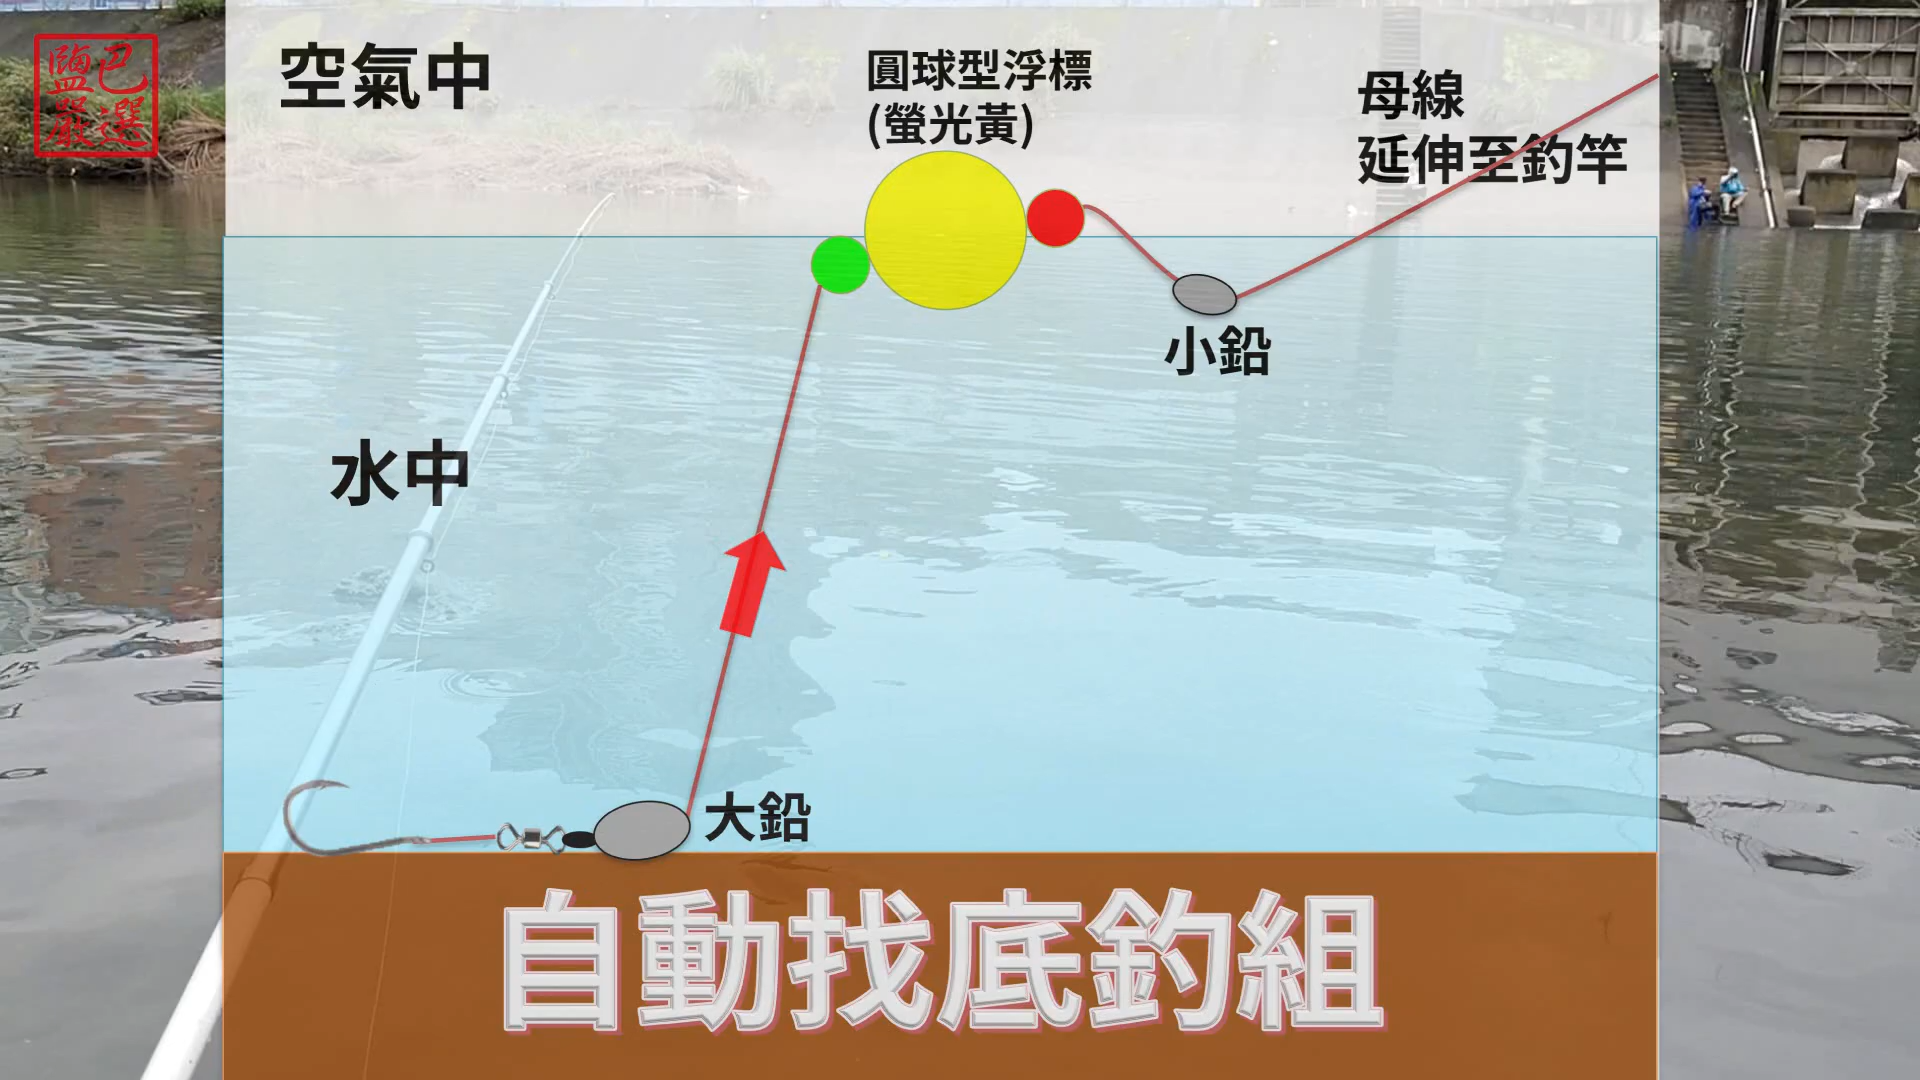 鹽巴
嚴選
空氣中
圓球型浮標
(螢光黃)
母線
延伸至釣竿
小鉛
水中
大鉛
自動找底釣組